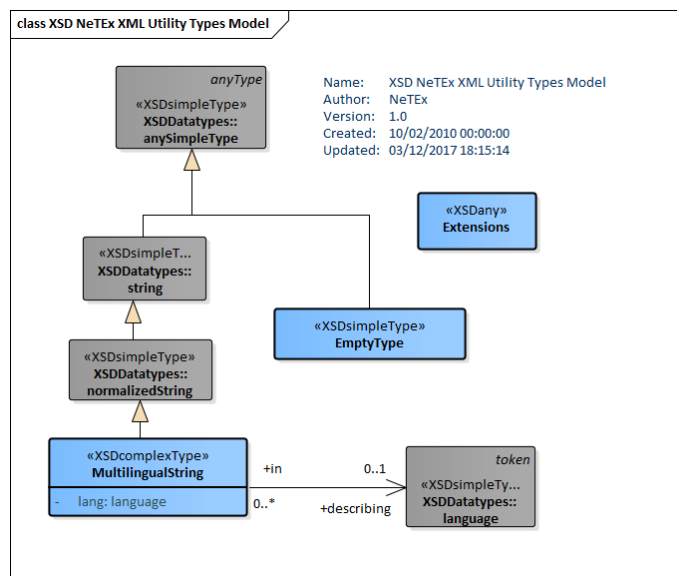 class XSD NeTEx XML Utility Types Model
anyType
«XSDsimpleType»
XSDDatatypes::
anySimpleType
Name: XSD NeTEx XML Utility Types Model
Author: NeTEx
Version: 1.0
Created: 10/02/2010 00:00:00
Updated: 03/12/2017 18:15:14
«XSDany»
Extensions
«XSDsimpleT...
XSDDatatypes::
string
«XSDsimpleType»
EmptyType
«XSDsimpleType»
XSDDatatypes::
normalizedString
«XSDcomplexType»
MultilingualString
- lang: language
+in 0..1
0..* +describing
token
«XSDsimpleTy...
XSDDatatypes::
language